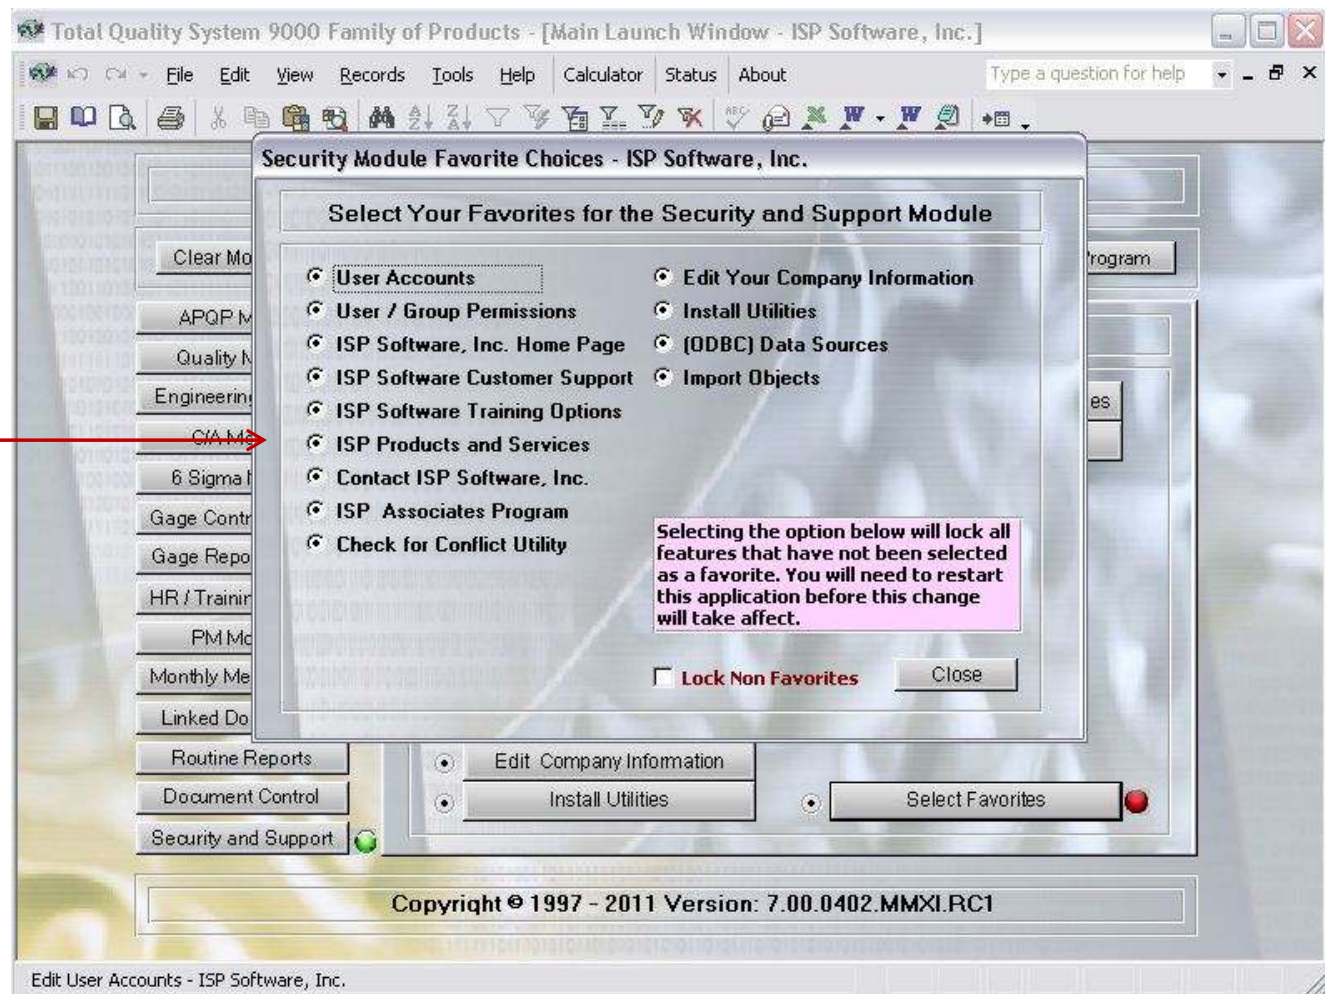 Total Quality System 9000 Family of Products - [Main Launch Window - ISP Software, Inc.]
File Edit View Records Tools Help Calculator Status About Type a question for help
Security Module Favorite Choices - ISP Software, Inc.
Select Your Favorites for the Security and Support Module
Clear Mo
rogram
User Accounts
Edit Your Company Information
User / Group Permissions
Install Utilities
ISP Software, Inc. Home Page
(ODBC) Data Sources
ISP Software Customer Support
Import Objects
ISP Software Training Options
ISP Products and Services
Contact ISP Software, Inc.
ISP Associates Program
Check for Conflict Utility
Selecting the option below will lock all
features that have not been selected
as a favorite. You will need to restart
this application before this change
will take affect.
Lock Non Favorites
Close
APQP M
Quality M
Engineering
es
C/A Mo
6 Sigma
Gage Contr
Gage Repo
HR / Trainin
PM Mo
Monthly Me
Linked Do
Routine Reports
Document Control
Security and Support
Edit Company Information
Install Utilities
Select Favorites
Copyright © 1997 - 2011 Version: 7.00.0402.MMXI.RC1
Edit User Accounts - ISP Software, Inc.